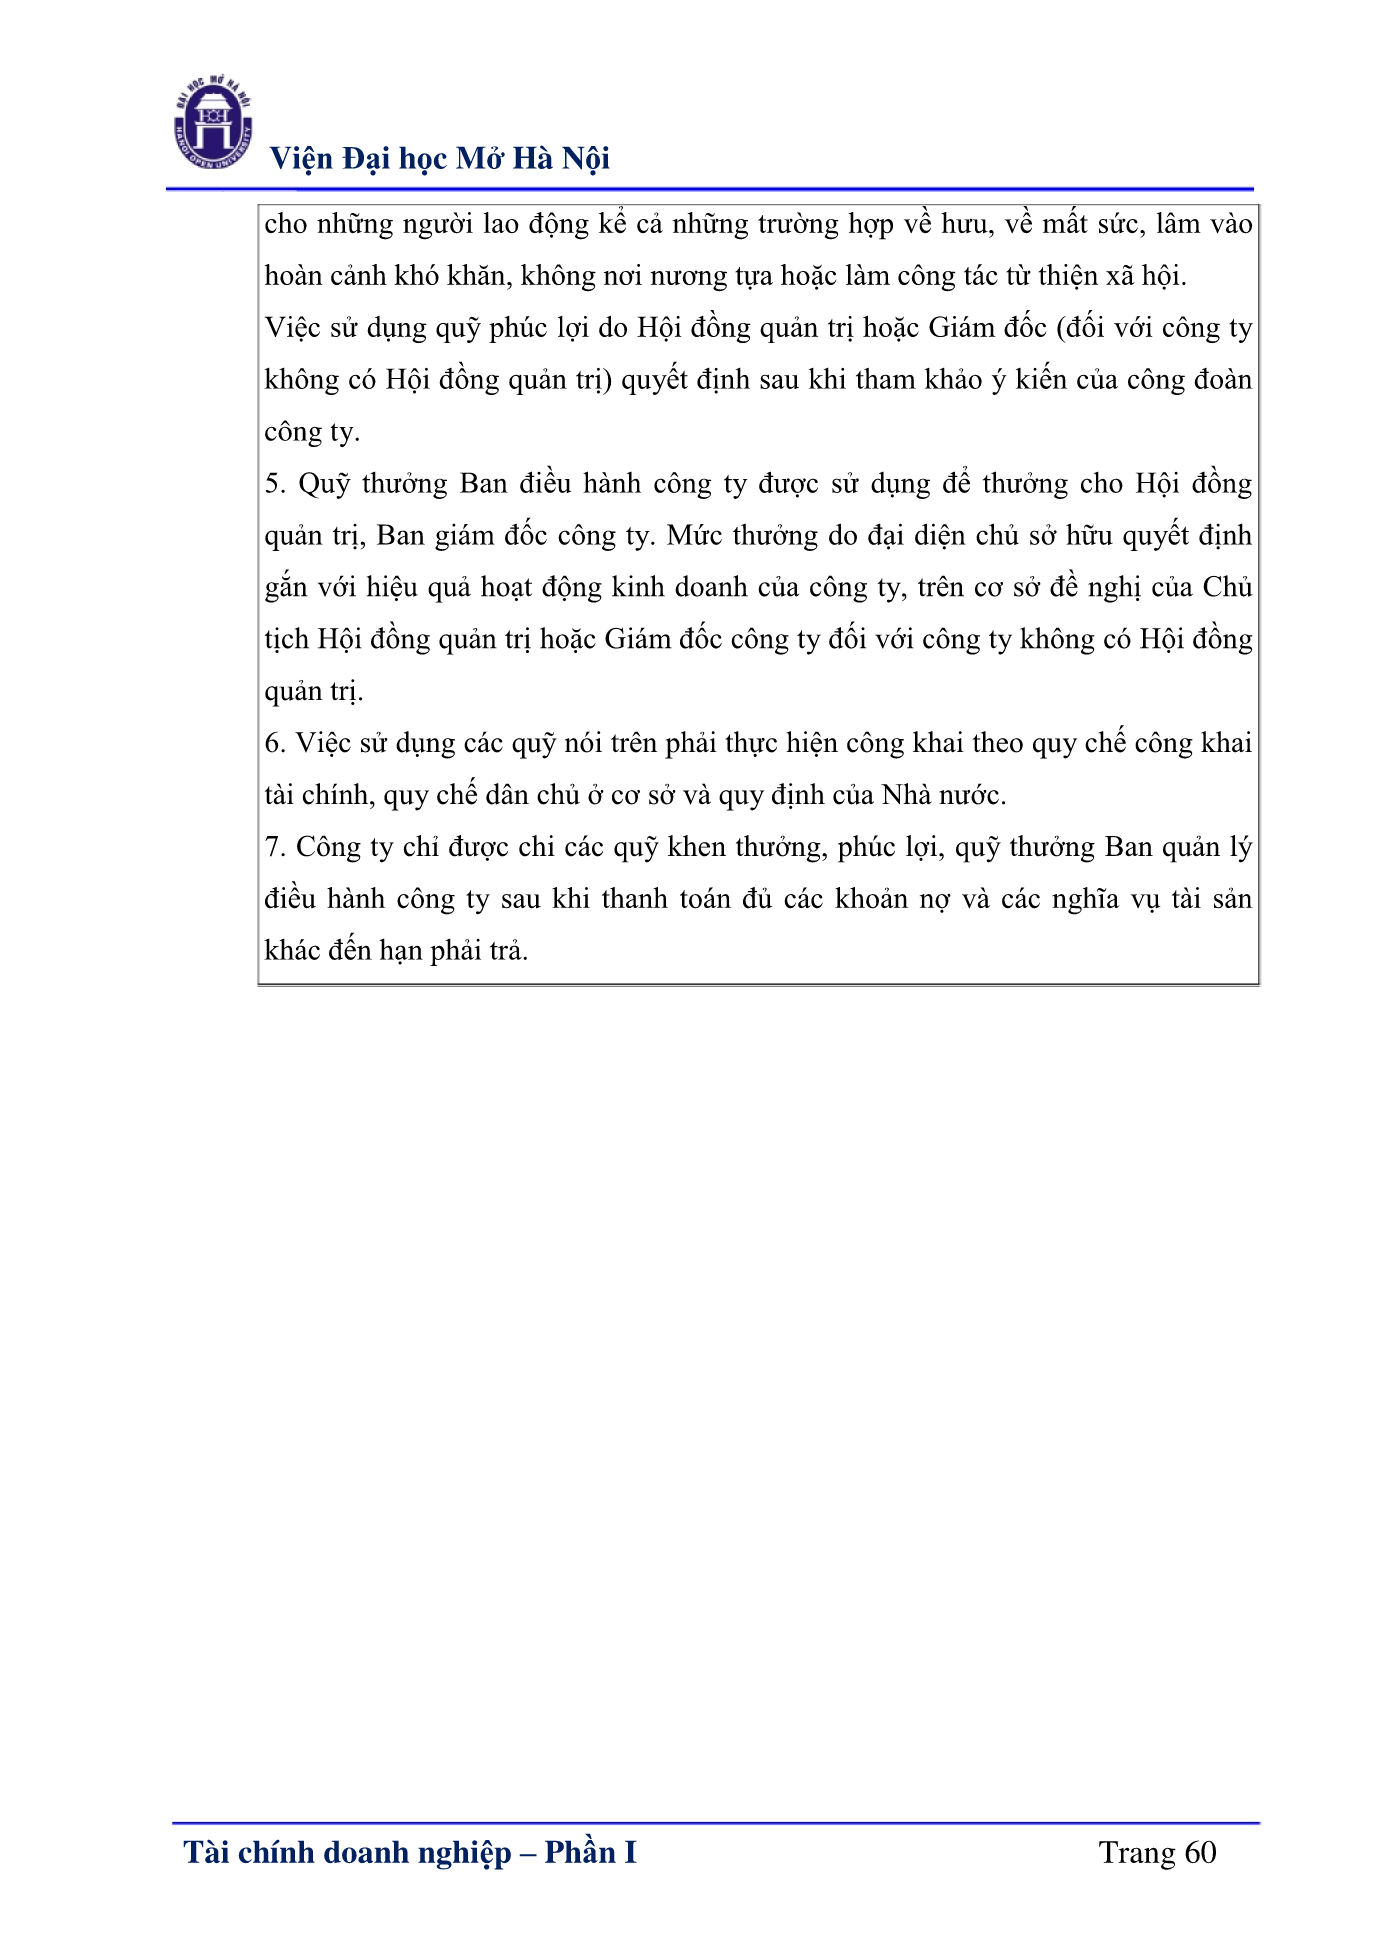 ĐẠI HỌC MỞ HÀ NỘI
HANOI OPEN UNIVERSITY
Viện Đại học Mở Hà Nội
cho những người lao động kể cả những trường hợp về hưu, về mất sức, lâm vào
hoàn cảnh khó khăn, không nơi nương tựa hoặc làm công tác từ thiện xã hội.
Việc sử dụng quỹ phúc lợi do Hội đồng quản trị hoặc Giám đốc (đối với công ty
không có Hội đồng quản trị) quyết định sau khi tham khảo ý kiến của công đoàn
công ty.
5. Quỹ thưởng Ban điều hành công ty được sử dụng để thưởng cho Hội đồng
quản trị, Ban giám đốc công ty. Mức thưởng do đại diện chủ sở hữu quyết định
gắn với hiệu quả hoạt động kinh doanh của công ty, trên cơ sở đề nghị của Chủ
tịch Hội đồng quản trị hoặc Giám đốc công ty đối với công ty không có Hội đồng
quản trị.
6. Việc sử dụng các quỹ nói trên phải thực hiện công khai theo quy chế công khai
tài chính, quy chế dân chủ ở cơ sở và quy định của Nhà nước.
7. Công ty chỉ được chi các quỹ khen thưởng, phúc lợi, quỹ thưởng Ban quản lý
điều hành công ty sau khi thanh toán đủ các khoản nợ và các nghĩa vụ tài sản
khác đến hạn phải trả.
Tài chính doanh nghiệp – Phần I
Trang 60